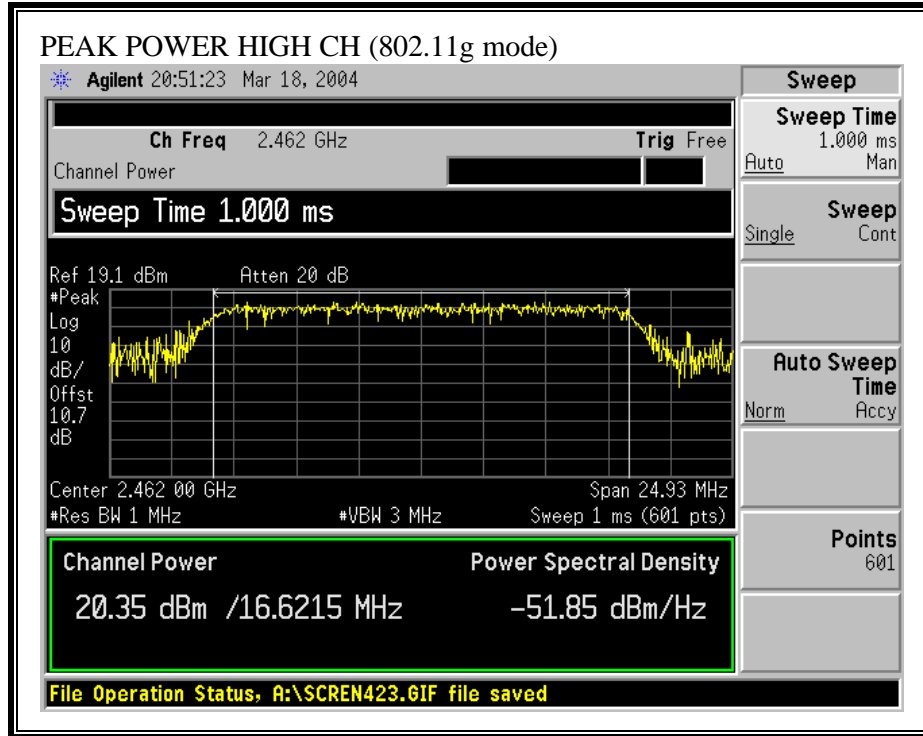 PEAK POWER HIGH CH (802.11g mode)
Agilent 20:51:23 Mar 18, 2004
Sweep
Ch Freq 2.462 GHz Trig Free
Channel Power
Sweep Time 1.000 ms
Ref 19.1 dBm Atten 20 dB
#Peak
Log
10
dB/
Offst
10.7
dB
Center 2.462 00 GHz Span 24.93 MHz
#Res BW 1 MHz #VBW 3 MHz Sweep 1 ms (601 pts)
Channel Power Power Spectral Density
20.35 dBm /16.6215 MHz -51.85 dBm/Hz
File Operation Status, A:\SCREN423.GIF file saved
Sweep Time
1.000 ms
Auto Man
Sweep
Single Cont
Auto Sweep
Time
Norm Accy
Points
601